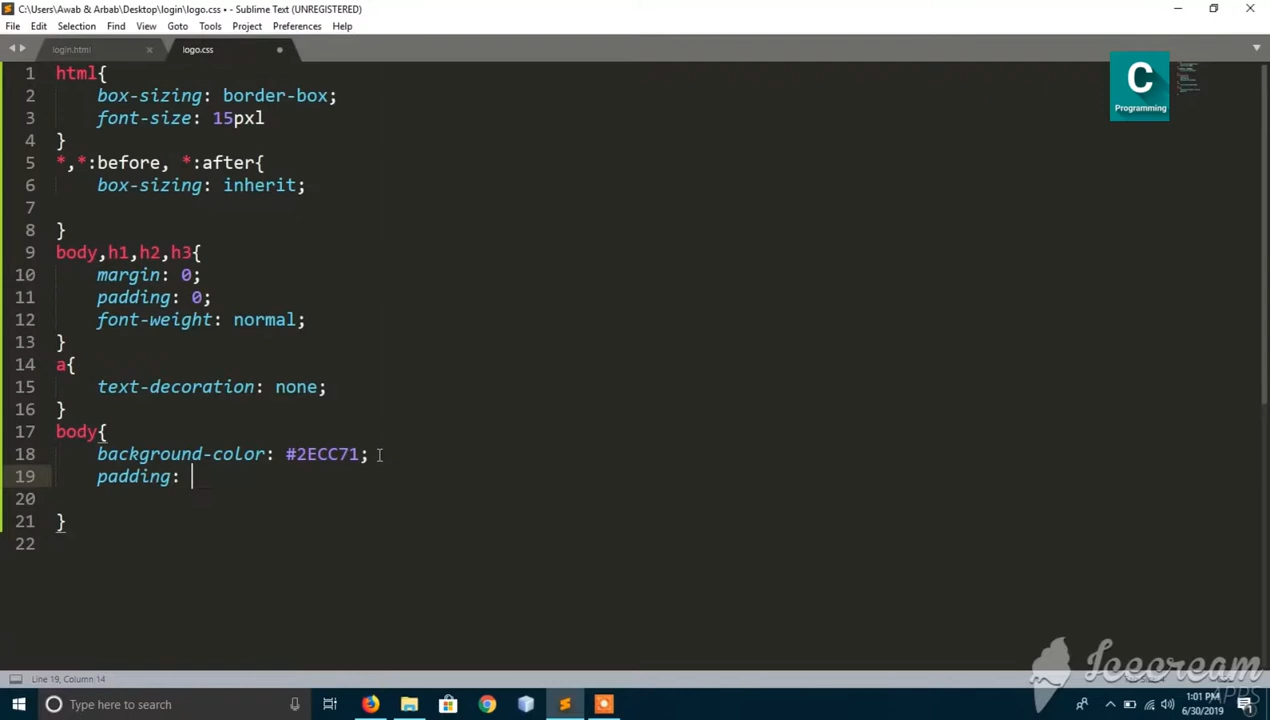 C:\Users\Awab & Arbab\Desktop\login\logo.css • - Sublime Text (UNREGISTERED)
File Edit Selection Find View Goto Tools Project Preferences Help
login.html logo.css
1 html{
2 box-sizing: border-box;
3 font-size: 15pxl
4 }
5 *,*:before, *:after{
6 box-sizing: inherit;
7
8 }
9 body,h1,h2,h3{
10 margin: 0;
11 padding: 0;
12 font-weight: normal;
13 }
14 a{
15 text-decoration: none;
16 }
17 body{
18 background-color: #2ECC71;
19 padding:
20
21 }
22
C
Programming
Icecream
APPS
Line 19, Column 14
Type here to search
1:01 PM
6/30/2019